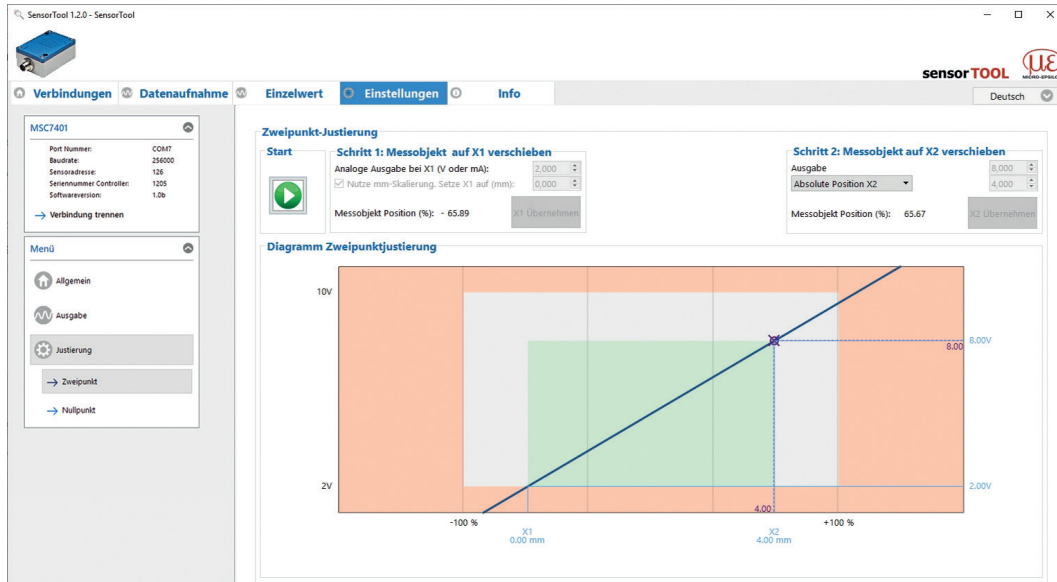 SensorTool 1.2.0 - SensorTool
sensorTOOL
με
MICRO-EPSILON
Verbindungen Datenaufnahme Einzelwert Einstellungen Info
Deutsch
MSC7401
Port Nummer: COM7
Baudrate: 256000
Sensoradresse: 126
Seriennummer Controller: 1205
Softwareversion: 1.0b
Verbindung trennen
Menü
Allgemein
Ausgabe
Justierung
Zweipunkt
Nullpunkt
Zweipunkt-Justierung
Start
Schritt 1: Messobjekt auf X1 verschieben
Analoge Ausgabe bei X1 (V oder mA): 2,000
Nutze mm-Skalierung. Setze X1 auf (mm): 0,000
Messobjekt Position (%): - 65.89
X1 Übernehmen
Schritt 2: Messobjekt auf X2 verschieben
Ausgabe 8,000
Absolute Position X2 4,000
Messobjekt Position (%): 65.67
X2 Übernehmen
Diagramm Zweipunktjustierung
10V
8.00V
8.00
2V
2.00V
4.00
-100 % +100 %
X1 X2
0.00 mm 4.00 mm